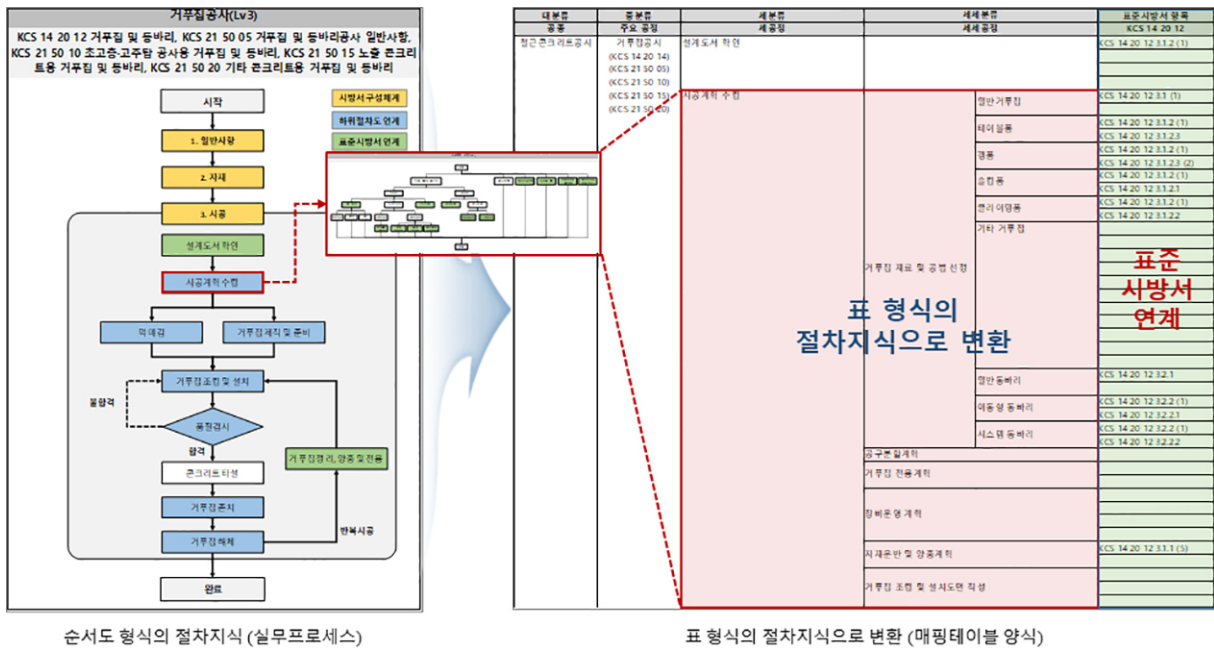 거푸집공사(Lv3)
KCS 14 20 12 거푸집 및 동바리, KCS 21 50 05 거푸집 및 동바리공사 일반사항,
KCS 21 50 10 초고층·고주탑 공사용 거푸집 및 동바리, KCS 21 50 15 노출 콘크리
트용 거푸집 및 동바리, KCS 21 50 20 기타 콘크리트용 거푸집 및 동바리
시작
시방서구성체계
하위절차도연계
표준시방서연계
1. 일반사항
2. 자재
3. 시공
설계도서확인
시공계획수립
먹매김
거푸집제작 및 준비
거푸집조립 및 설치
불합격
품질검사
합격
거푸집정리, 양중 및 전용
콘크리트타설
거푸집존치
반복시공
거푸집해체
완료
순서도 형식의 절차지식 (실무프로세스)
대분류 중분류 세분류 세세분류 표준시방서 항목
공종 주요 공정 세공정 세세공정 KCS 14 20 12
철근콘크리트공사 거푸집공사 설계도서 확인 KCS 14 20 12 3.1.2 (1)
(KCS 14 20 14)
(KCS 21 50 05)
(KCS 21 50 10)
(KCS 21 50 15) 시공계획 수립 일반거푸집 KCS 14 20 12 3.1 (1)
(KCS 21 50 20)
테이블폼 KCS 14 20 12 3.1.2 (1)
KCS 14 20 12 3.1.2.3
갱폼 KCS 14 20 12 3.1.2 (1)
KCS 14 20 12 3.1.2.3 (2)
슬립폼 KCS 14 20 12 3.1.2 (1)
KCS 14 20 12 3.1.2.1
클라이밍폼 KCS 14 20 12 3.1.2 (1)
KCS 14 20 12 3.1.2.2
기타 거푸집
거푸집 재료 및 공법 선정
표 형식의
절차지식으로 변환
표준
시방서
연계
일반동바리 KCS 14 20 12 3.2.1
이동형 동바리 KCS 14 20 12 3.2.2 (1)
KCS 14 20 12 3.2.2.1
시스템 동바리 KCS 14 20 12 3.2.2 (1)
KCS 14 20 12 3.2.2.2
공구분할계획
거푸집 전용계획
장비운영 계획
자재운반 및 양중계획 KCS 14 20 12 3.1.1 (5)
거푸집 조립 및 설치도면 작성
표 형식의 절차지식으로 변환 (매핑테이블 양식)